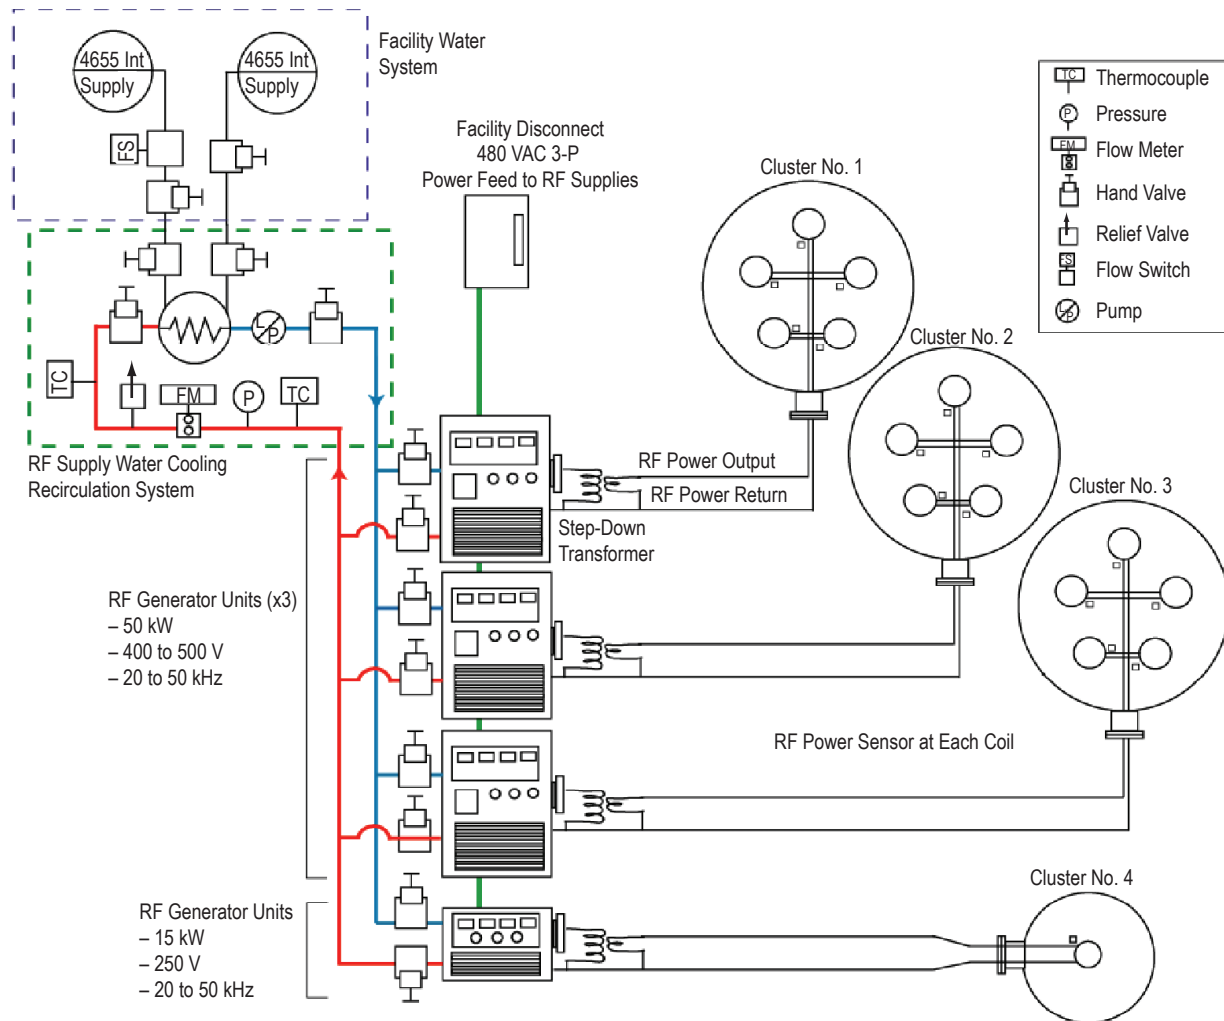 4655 Int
Supply
4655 Int
Supply
Facility Water
System
FS
Facility Disconnect
480 VAC 3-P
Power Feed to RF Supplies
TC
Thermocouple
P
Pressure
FM
Flow Meter
Hand Valve
Relief Valve
FS
Flow Switch
L/P
Pump
Cluster No. 1
Cluster No. 2
Cluster No. 3
L/P
TC
FM
P
TC
RF Supply Water Cooling
Recirculation System
RF Power Output
RF Power Return
Step-Down
Transformer
RF Generator Units (x3)
– 50 kW
– 400 to 500 V
– 20 to 50 kHz
RF Power Sensor at Each Coil
Cluster No. 4
RF Generator Units
– 15 kW
– 250 V
– 20 to 50 kHz